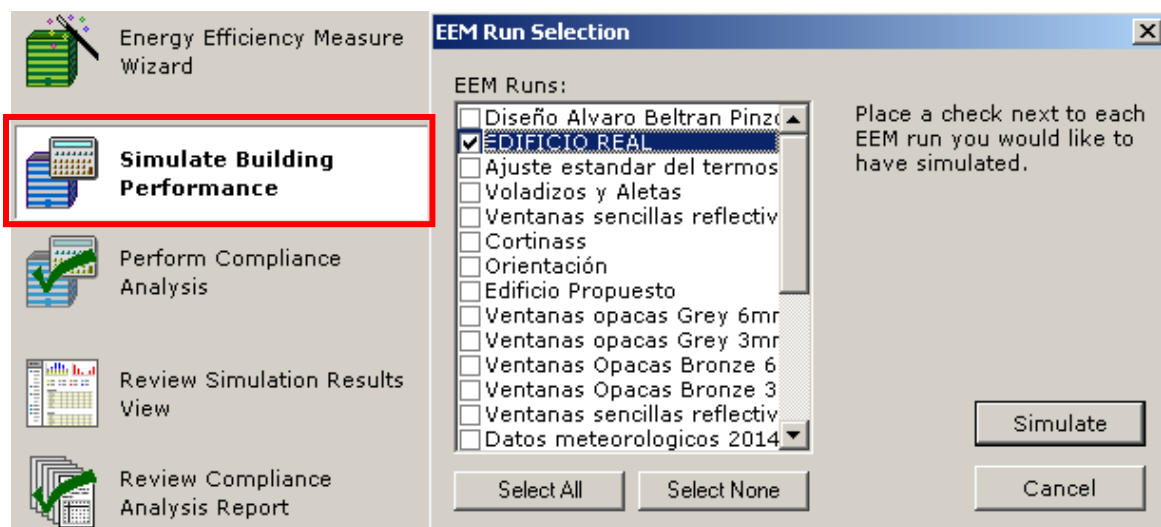 Energy Efficiency Measure
Wizard
Simulate Building
Performance
Perform Compliance
Analysis
Review Simulation Results
View
Review Compliance
Analysis Report
EEM Run Selection
EEM Runs:
Diseño Alvaro Beltran Pinzo
EDIFICIO REAL
Ajuste estandar del termos
Voladizos y Aletas
Ventanas sencillas reflectiv
Cortinass
Orientación
Edificio Propuesto
Ventanas opacas Grey 6mr
Ventanas opacas Grey 3mr
Ventanas Opacas Bronze 6
Ventanas Opacas Bronze 3
Ventanas sencillas reflectiv
Datos meteorologicos 2014
Select All
Select None
Place a check next to each
EEM run you would like to
have simulated.
Simulate
Cancel